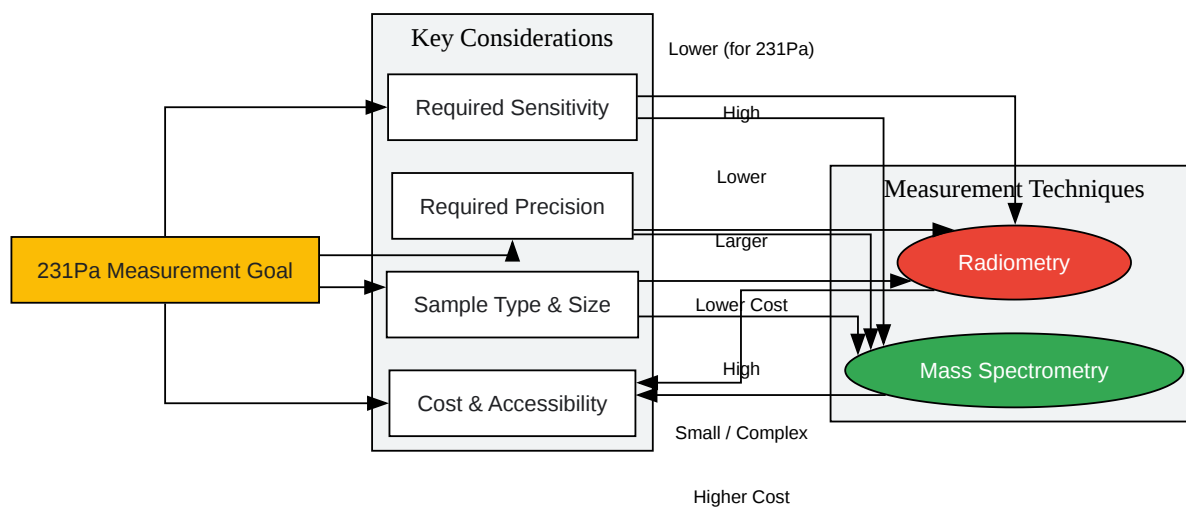 Key Considerations
Lower (for 231Pa)
Required Sensitivity
High
Lower
Measurement Techniques
Required Precision
Larger
231Pa Measurement Goal
Radiometry
Sample Type & Size
Lower Cost
High
Mass Spectrometry
Cost & Accessibility
Small / Complex
Higher Cost